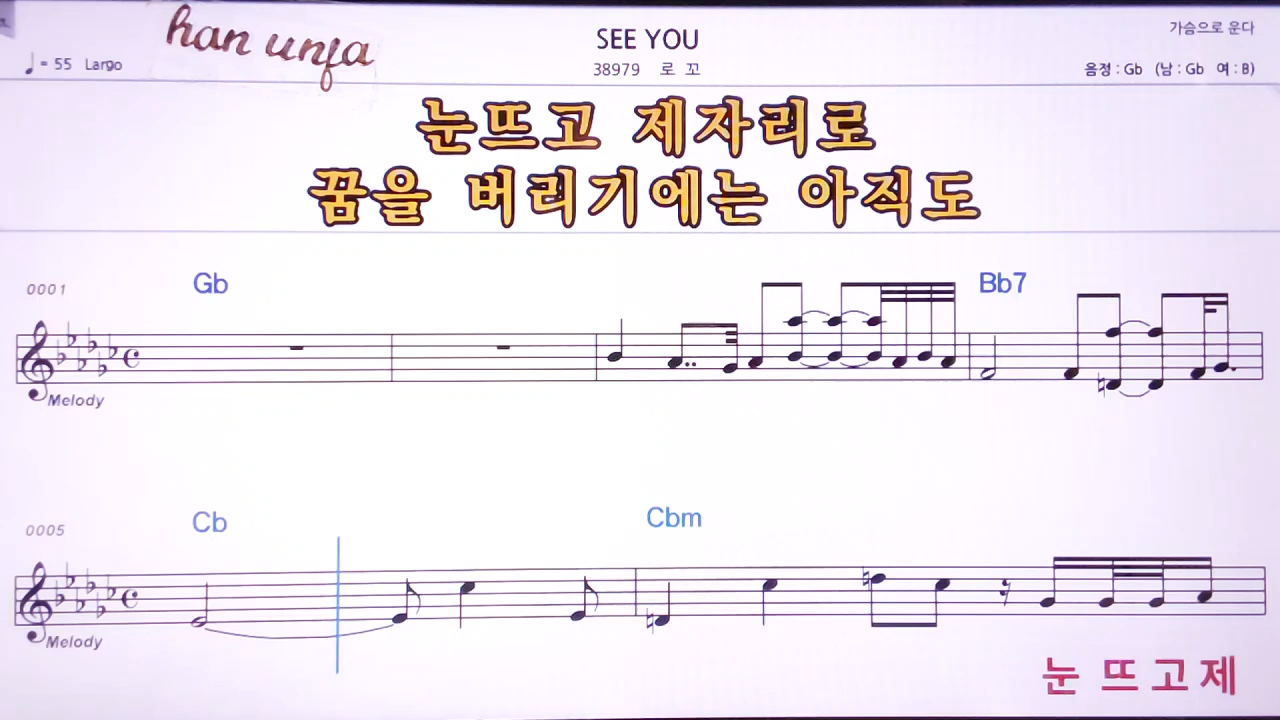 han unfa
SEE YOU
가슴으로 운다
♩ = 55 Largo
38979 로 꼬
음정 : Gb (남 : Gb 여 : B)
눈뜨고 제자리로
꿈을 버리기에는 아직도
0001
Gb
Bb7
Melody
0005
Cb
Cbm
Melody
눈 뜨 고 제